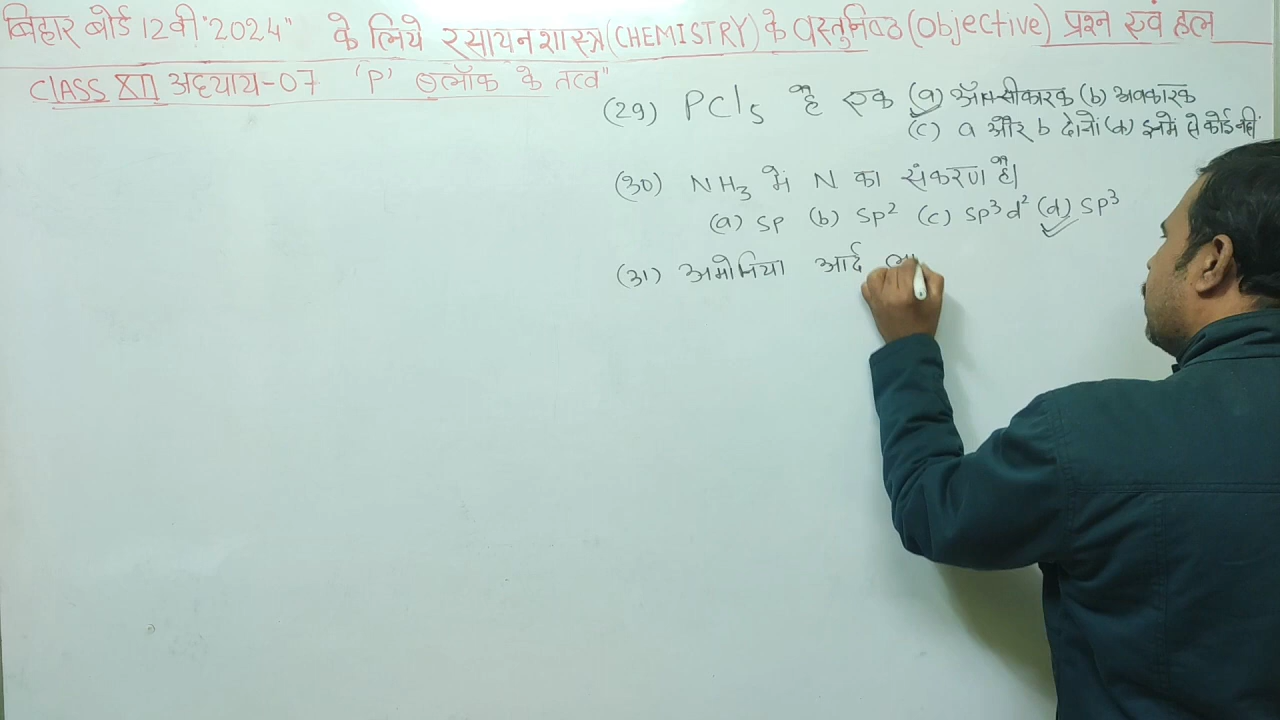 बिहार बोर्ड 12वी "2024" के लिये रसायन शास्त्र (CHEMISTRY) के वस्तुनिष्ठ (Objective) प्रश्न एवं हल
CLASS XII अध्याय-07 'P' ब्लॉक के तत्व"
(29) PCl5 है एक (a) ऑक्सीकारक (b) अवकारक
(c) a और b दोनों (d) इनमें से कोई नहीं
(30) NH3 में N का संकरण है।
(a) sp (b) sp2 (c) sp3d2 (d) sp3
(31) अमोनिया आर्द